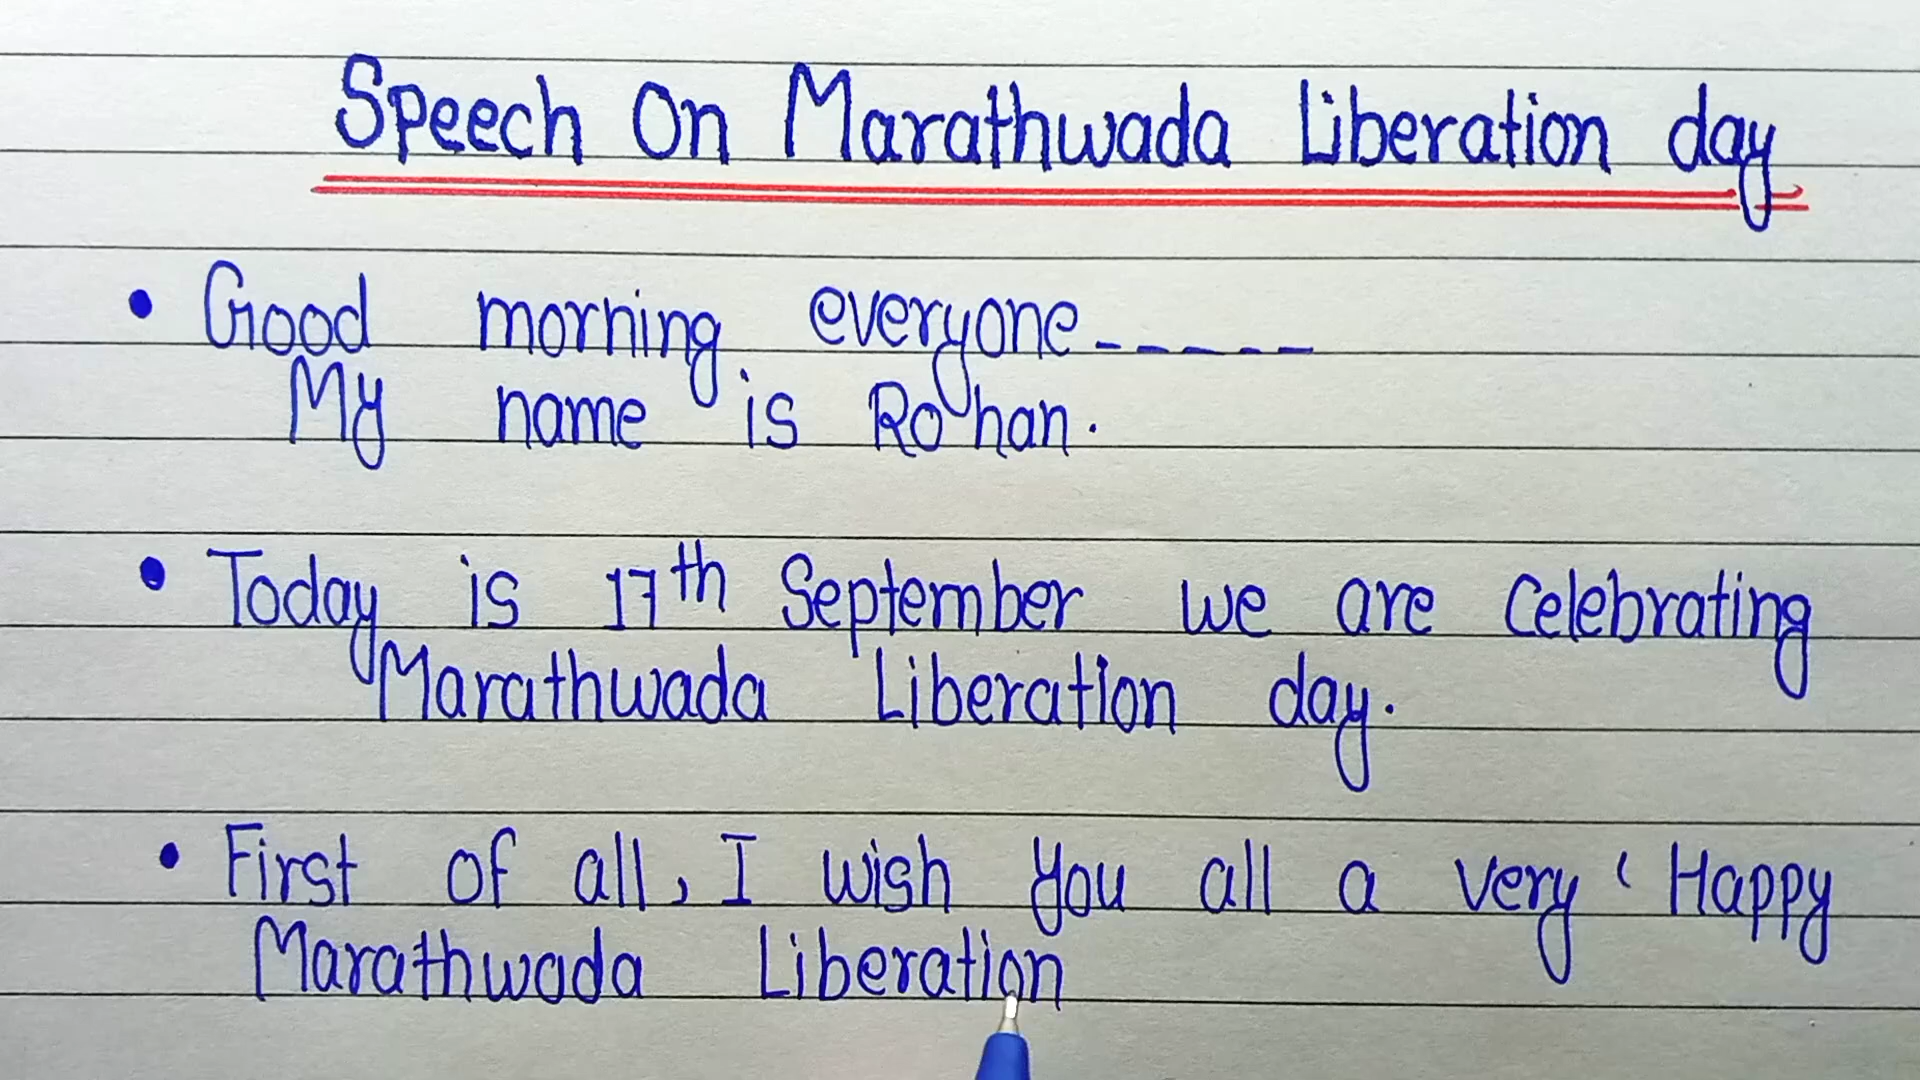 Speech On Marathwada Liberation day
• Good morning everyone-----
My name is Rohan.
• Today is 17th September we are Celebrating
Marathwada Liberation day.
• First of all, I wish you all a very ‘Happy
Marathwada Liberation